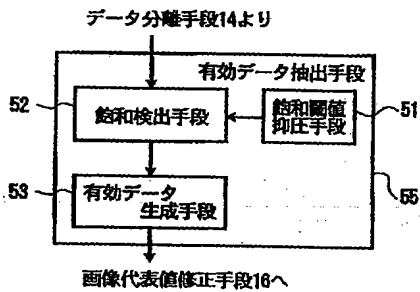 データ分離手段14より
有効データ抽出手段
52
飽和検出手段
飽和閾値
抑圧手段
51
53
有効データ
生成手段
55
画像代表値修正手段16へ